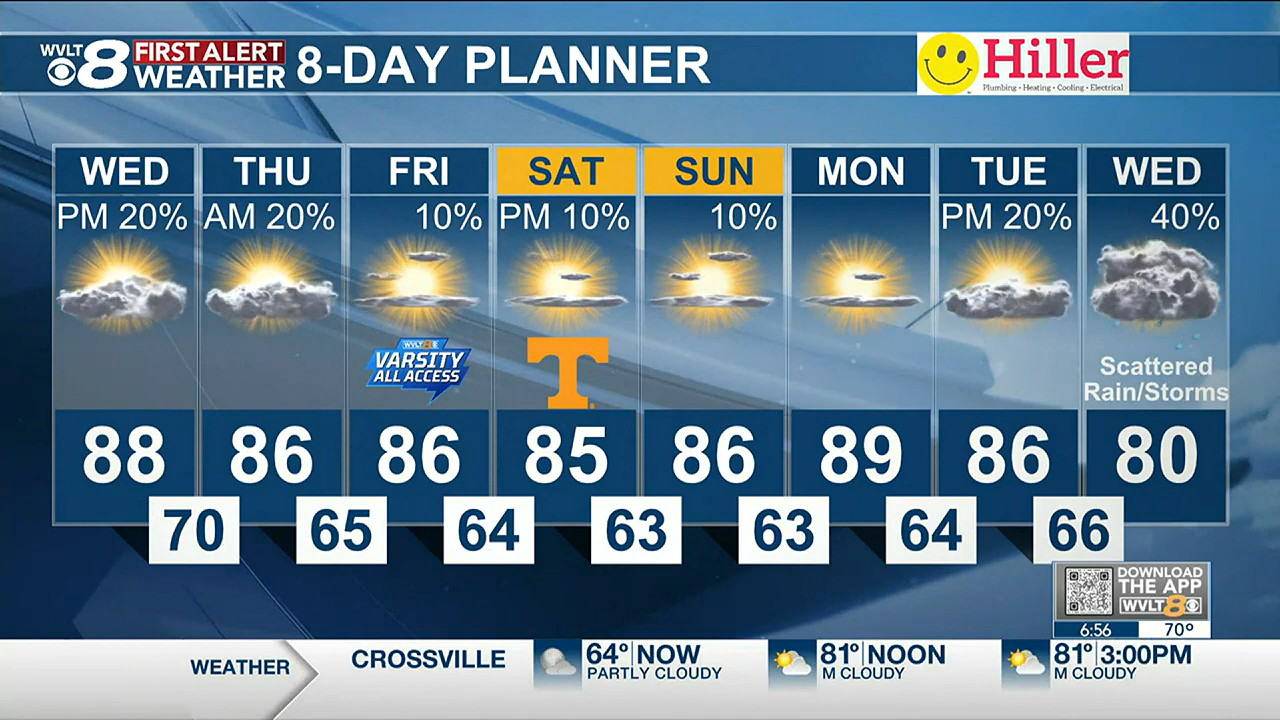 WVLT 8 FIRST ALERT WEATHER
8-DAY PLANNER
Hiller
Plumbing • Heating • Cooling • Electrical
WED THU FRI SAT SUN MON TUE WED
PM 20% AM 20% 10% PM 10% 10% PM 20% 40%
WVLT 8
VARSITY
ALL ACCESS
T
Scattered
Rain/Storms
88 86 86 85 86 89 86 80
70 65 64 63 63 64 66
DOWNLOAD
THE APP
WVLT 8
6:56 70°
WEATHER
CROSSVILLE
64° NOW
PARTLY CLOUDY
81° NOON
M CLOUDY
81° 3:00PM
M CLOUDY